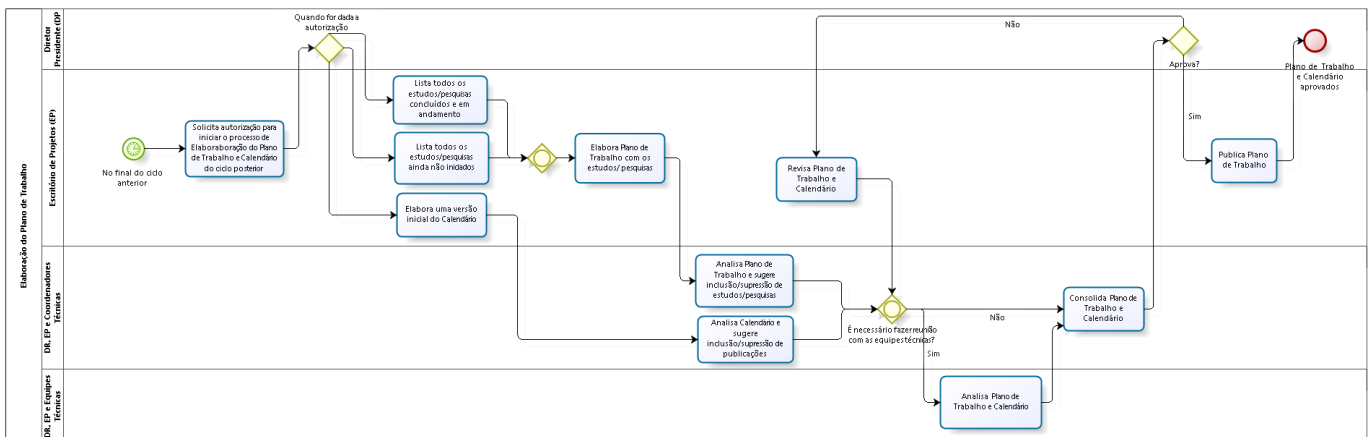 Elaboração do Plano de Trabalho
Diretor
Presidente (DP
Quando for dada a
autorização
Não
Aprova?
Plano de Trabalho
e Calendário
aprovados
Escritório de Projetos (EP)
No final do ciclo
anterior
Solicita autorização para
iniciar o processo de
Elaboraboração do Plano
de Trabalho e Calendário
do ciclo posterior
Lista todos os
estudos/pesquisas
concluídos e em
andamento
Lista todos os
estudos/pesquisas
ainda não iniciados
Elabora uma versão
inicial do Calendário
Elabora Plano de
Trabalho com os
estudos/ pesquisas
Revisa Plano de
Trabalho e
Calendário
Sim
Publica Plano
de Trabalho
DR, EP e Coordenadores
Técnicas
Analisa Plano de
Trabalho e sugere
inclusão/supressão de
estudos/pesquisas
Analisa Calendário e
sugere
inclusão/supressão de
publicações
É necessário fazer reunião
com as equipes técnicas?
Não
Sim
Consolida Plano de
Trabalho e
Calendário
DR, EP e Equipes
Técnicas
Analisa Plano de
Trabalho e Calendário